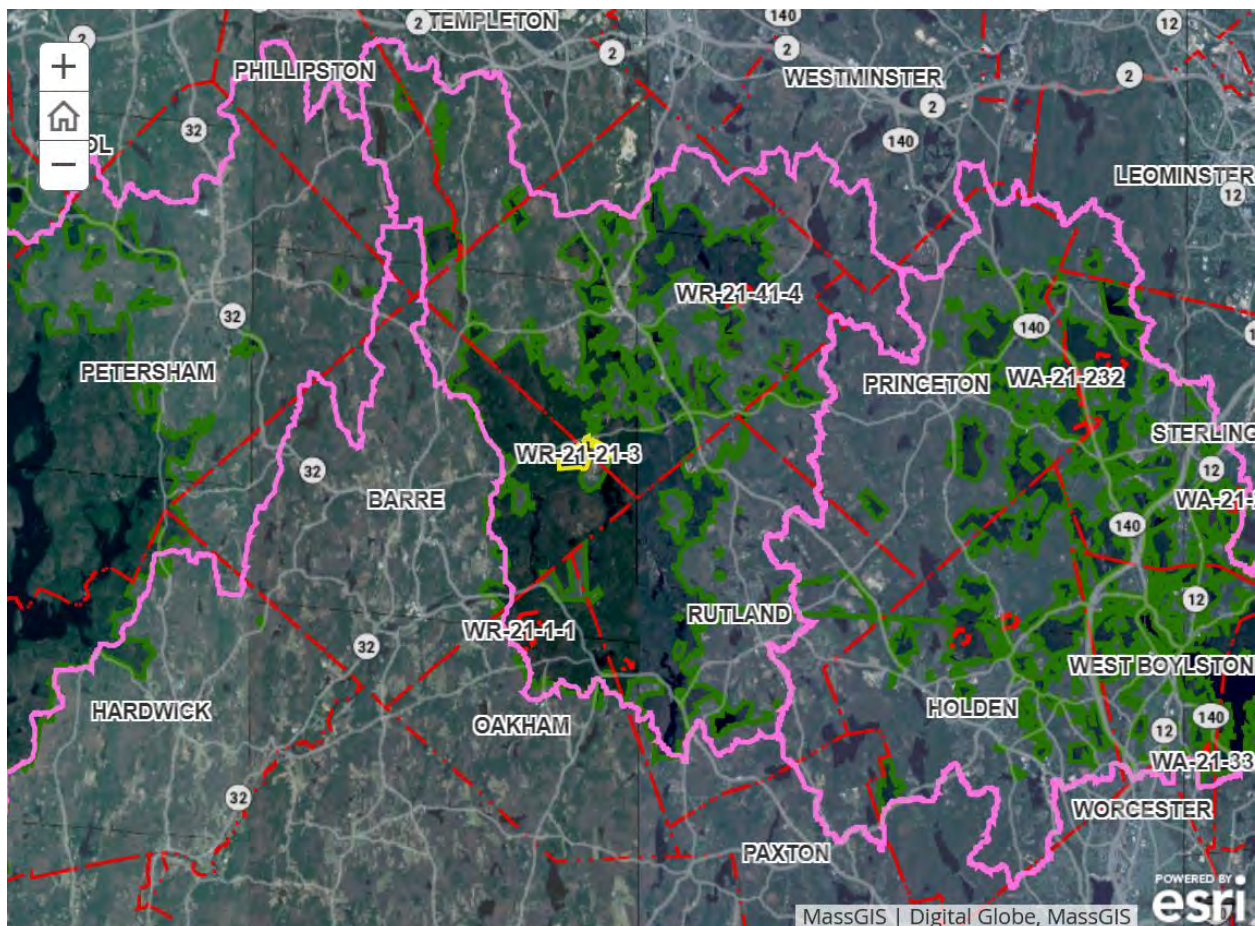 TEMPLETON
140
12
2
2
PHILLIPSTON
2
WESTMINSTER
2
+
2
32
140
OL
LEOMINSTER
12
−
WR-21-41-4
32
140
PETERSHAM
PRINCETON
WA-21-232
STERLING
WR-21-21-3
32
12
BARRE
WA-21-
140
12
RUTLAND
WR-21-1-1
32
WEST BOYLSTON
HARDWICK
OAKHAM
HOLDEN
140
12
WA-21-33
32
WORCESTER
PAXTON
POWERED BY
esri
MassGIS | Digital Globe, MassGIS